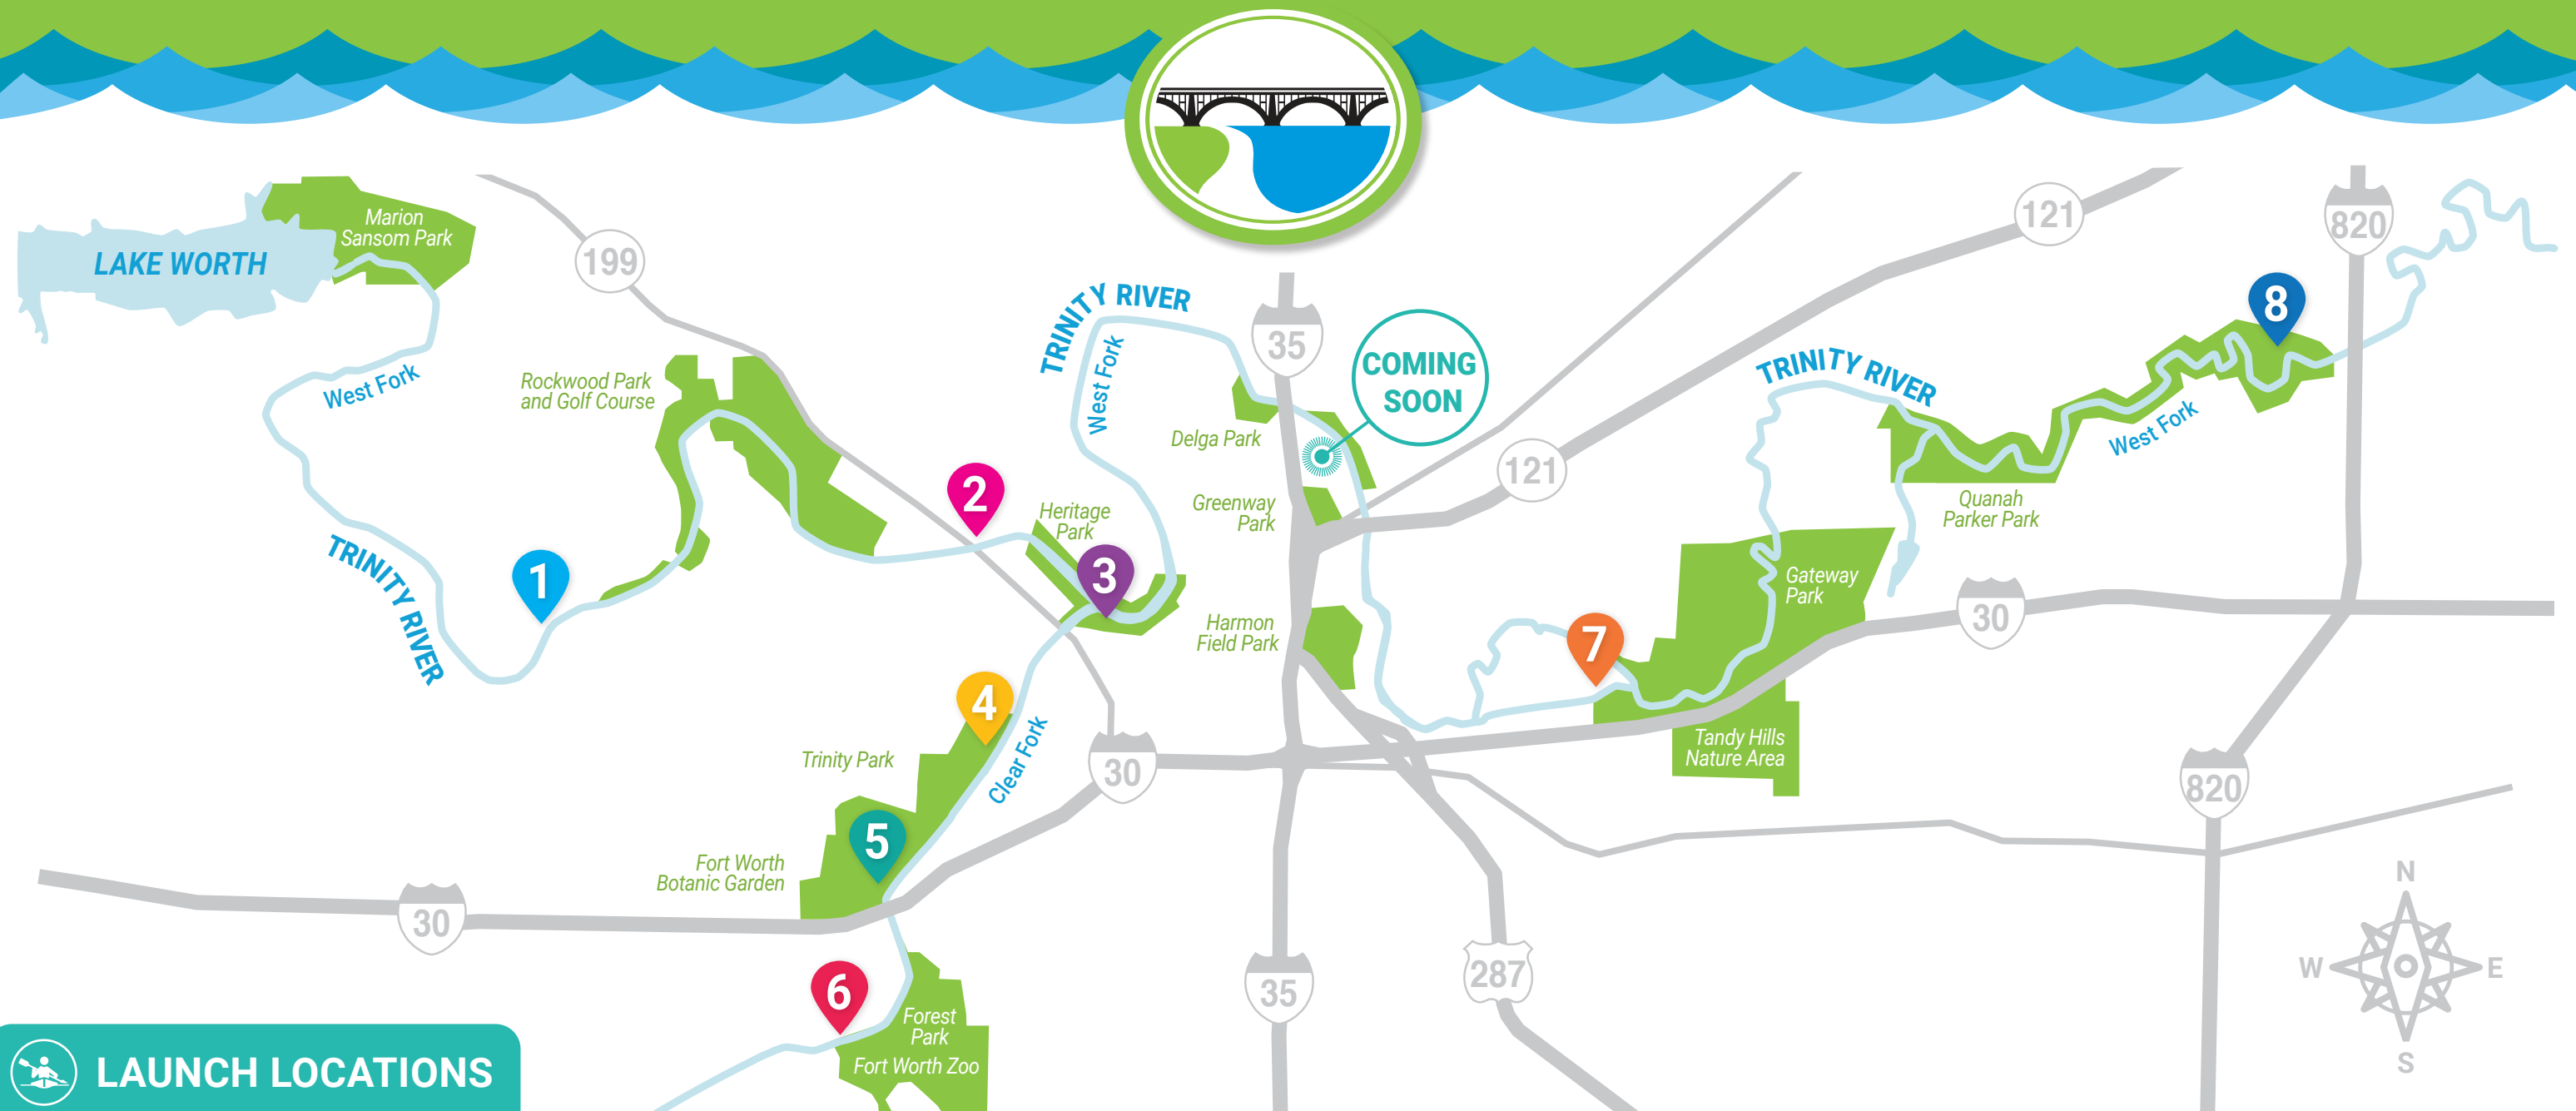 Marion
Sansom Park
LAKE WORTH
199
121
820
TRINITY RIVER
West Fork
35
COMING
SOON
8
West Fork
Rockwood Park
and Golf Course
TRINITY RIVER
West Fork
Delga Park
121
2
Heritage
Park
Greenway
Park
Quanah
Parker Park
TRINITY RIVER
1
3
Gateway
Park
30
Harmon
Field Park
7
4
Clear Fork
Trinity Park
30
Tandy Hills
Nature Area
820
5
Fort Worth
Botanic Garden
30
N
W
E
S
6
35
287
Forest
Park
Fort Worth Zoo
LAUNCH LOCATIONS